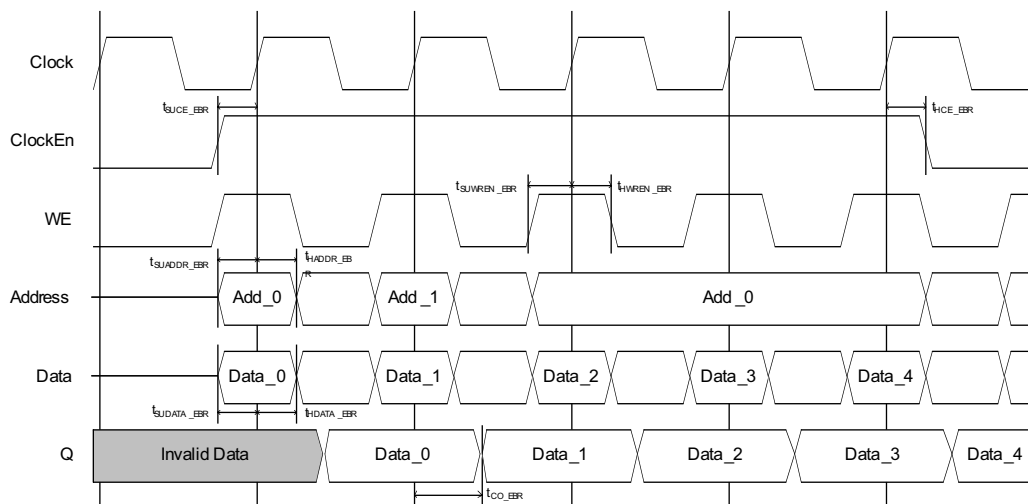 Clock
tSUCE_EBR tHCE_EBR
ClockEn
tSUWREN_EBR tHWREN_EBR
WE
tSUADDR_EBR tHADDR_EB
R
Address Add_0 Add_1 Add_0
Data Data_0 Data_1 Data_2 Data_3 Data_4
tSUDATA_EBR tHDATA_EBR
Q Invalid Data Data_0 Data_1 Data_2 Data_3 Data_4
tCO_EBR